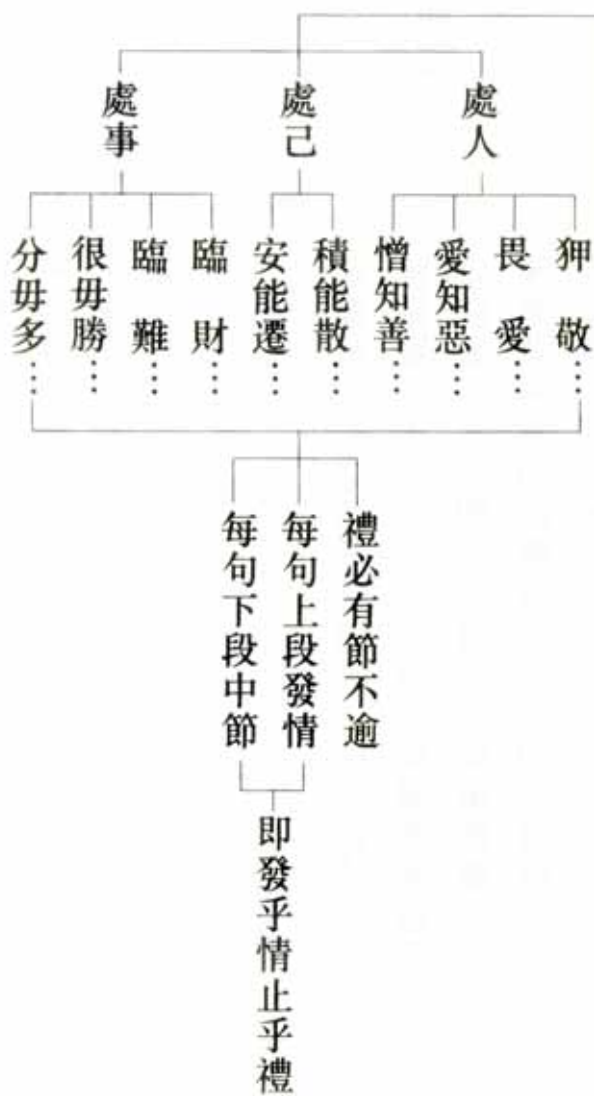 處人
處己
處事
狎敬…
畏愛
愛知惡…
憎知善…
積能散…
安能遷…
臨財…
臨難…
很毋勝…
分毋多…
禮必有節不逾
每句上段發情
每句下段中節
即發乎情止乎禮